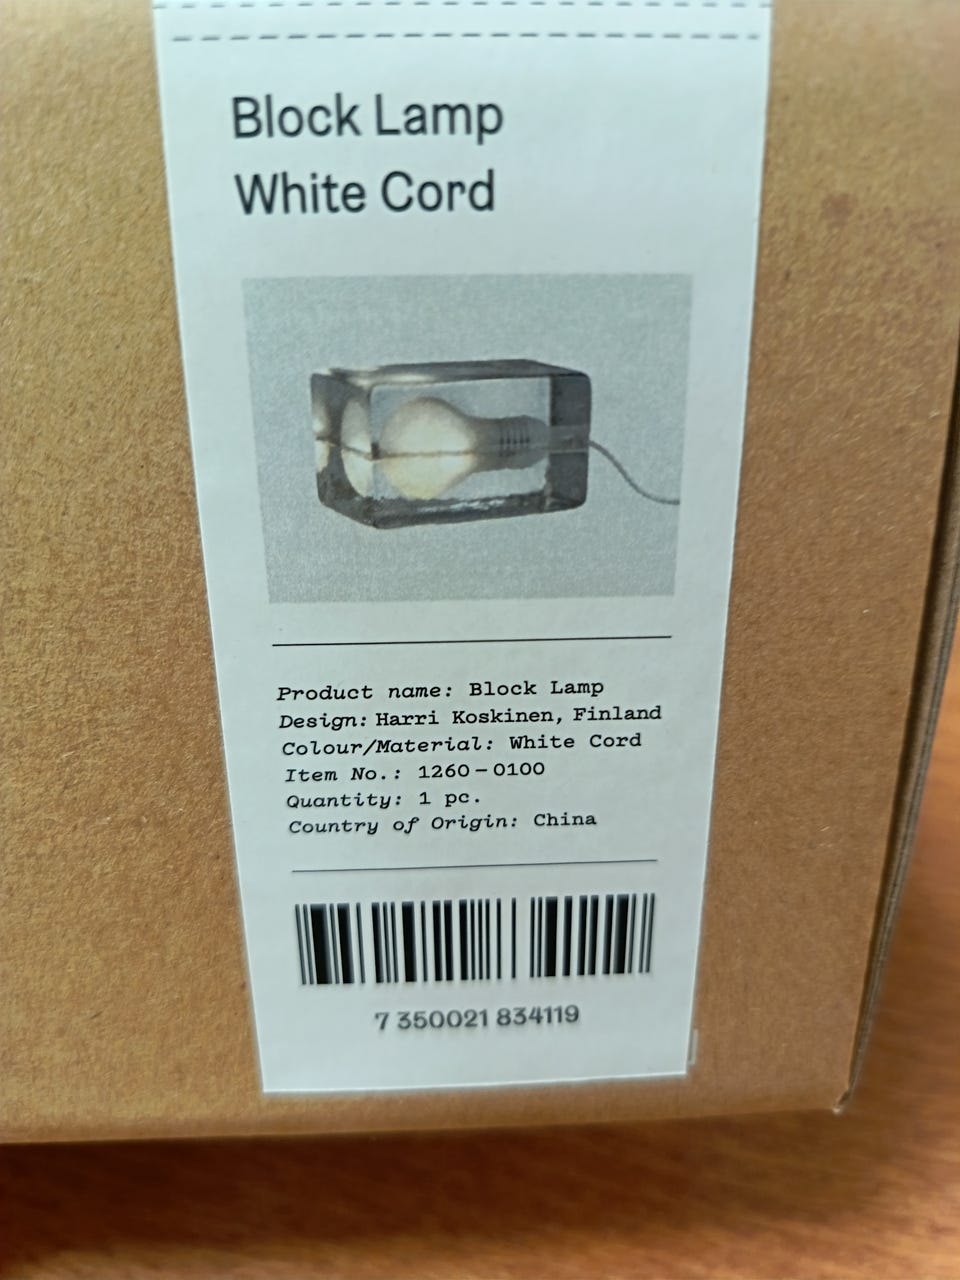 Block Lamp
White Cord
Product name: Block Lamp
Design: Harri Koskinen, Finland
Colour/Material: White Cord
Item No.: 1260-0100
Quantity: 1 pc.
Country of Origin: China
7 350021 834119